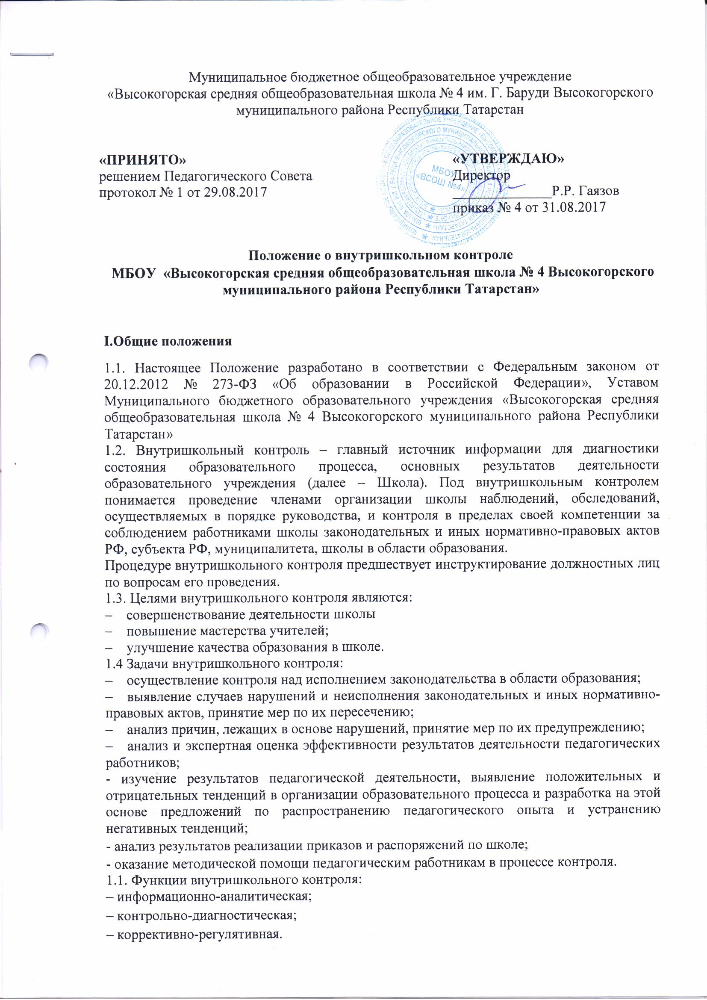 Муниципальное бюджетное общеобразовательное учреждение
«Высокогорская средняя общеобразовательная школа № 4 им. Г. Баруди Высокогорского
муниципального района Республики Татарстан
«ПРИНЯТО»
решением Педагогического Совета
протокол № 1 от 29.08.2017
«УТВЕРЖДАЮ»
Директор
______________Р.Р. Гаязов
приказ № 4 от 31.08.2017
МБОУ
«ВСОШ №4»
Положение о внутришкольном контроле
МБОУ «Высокогорская средняя общеобразовательная школа № 4 Высокогорского
муниципального района Республики Татарстан»
I.Общие положения
1.1. Настоящее Положение разработано в соответствии с Федеральным законом от
20.12.2012 № 273-ФЗ «Об образовании в Российской Федерации», Уставом
Муниципального бюджетного образовательного учреждения «Высокогорская средняя
общеобразовательная школа № 4 Высокогорского муниципального района Республики
Татарстан»
1.2. Внутришкольный контроль – главный источник информации для диагностики
состояния образовательного процесса, основных результатов деятельности
образовательного учреждения (далее – Школа). Под внутришкольным контролем
понимается проведение членами организации школы наблюдений, обследований,
осуществляемых в порядке руководства, и контроля в пределах своей компетенции за
соблюдением работниками школы законодательных и иных нормативно-правовых актов
РФ, субъекта РФ, муниципалитета, школы в области образования.
Процедуре внутришкольного контроля предшествует инструктирование должностных лиц
по вопросам его проведения.
1.3. Целями внутришкольного контроля являются:
– совершенствование деятельности школы
– повышение мастерства учителей;
– улучшение качества образования в школе.
1.4 Задачи внутришкольного контроля:
– осуществление контроля над исполнением законодательства в области образования;
– выявление случаев нарушений и неисполнения законодательных и иных нормативно-
правовых актов, принятие мер по их пересечению;
– анализ причин, лежащих в основе нарушений, принятие мер по их предупреждению;
– анализ и экспертная оценка эффективности результатов деятельности педагогических
работников;
- изучение результатов педагогической деятельности, выявление положительных и
отрицательных тенденций в организации образовательного процесса и разработка на этой
основе предложений по распространению педагогического опыта и устранению
негативных тенденций;
- анализ результатов реализации приказов и распоряжений по школе;
- оказание методической помощи педагогическим работникам в процессе контроля.
1.1. Функции внутришкольного контроля:
– информационно-аналитическая;
– контрольно-диагностическая;
– коррективно-регулятивная.